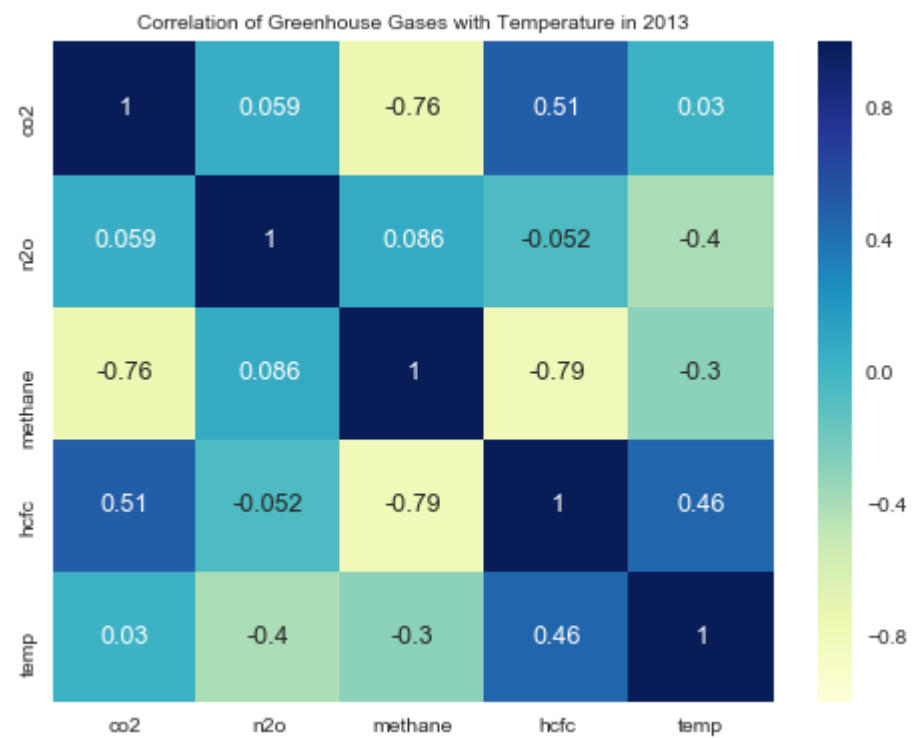 Correlation of Greenhouse Gases with Temperature in 2013
co2 1 0.059 -0.76 0.51 0.03
n2o 0.059 1 0.086 -0.052 -0.4
methane -0.76 0.086 1 -0.79 -0.3
hcfc 0.51 -0.052 -0.79 1 0.46
temp 0.03 -0.4 -0.3 0.46 1
co2 n2o methane hcfc temp
0.8
0.4
0.0
−0.4
−0.8